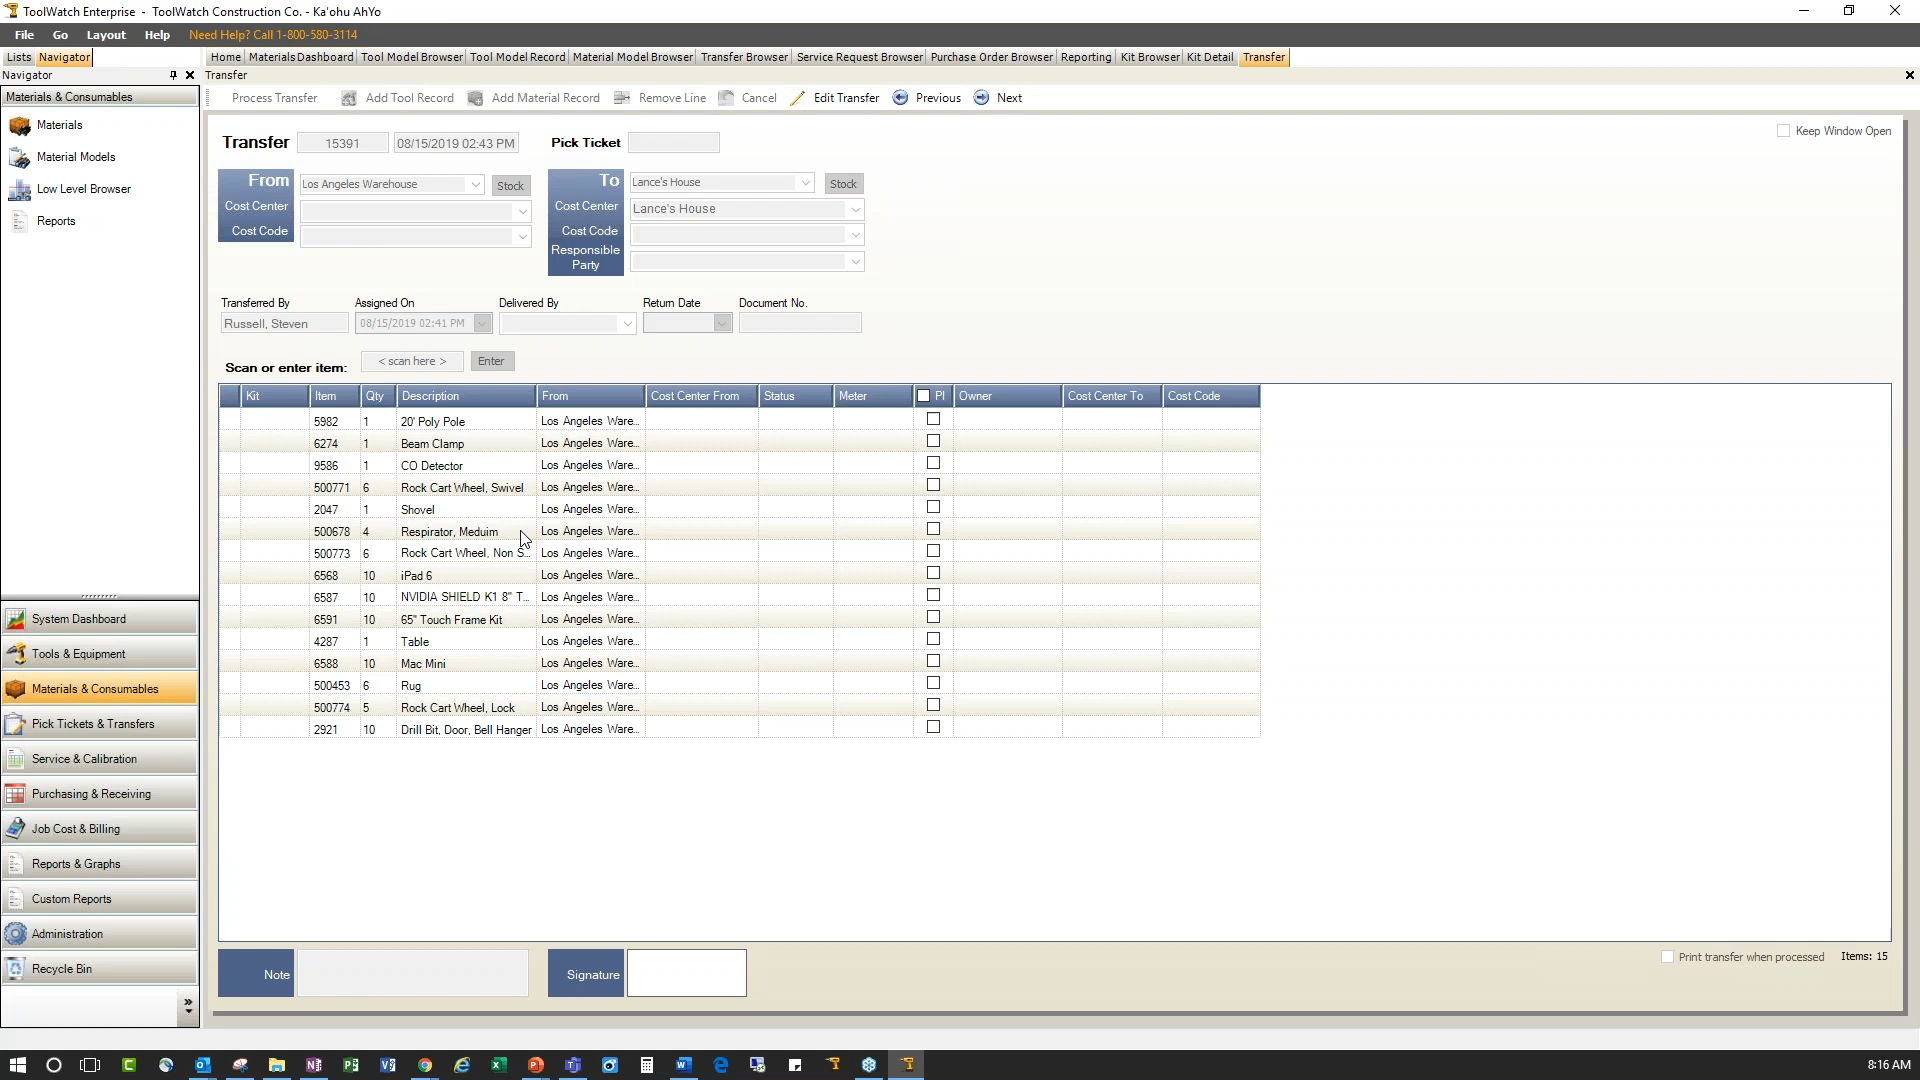 ToolWatch Enterprise - ToolWatch Construction Co. - Ka'ohu AhYo
File Go Layout Help Need Help? Call 1-800-580-3114
Lists Navigator Home MaterialsDashboard Tool Model Browser Tool Model Record Material Model Browser Transfer Browser Service Request Browser Purchase Order Browser Reporting Kit Browser Kit Detail Transfer
Navigator Transfer
Materials & Consumables
Materials
Material Models
Low Level Browser
Reports
System Dashboard
Tools & Equipment
Materials & Consumables
Pick Tickets & Transfers
Service & Calibration
Purchasing & Receiving
Job Cost & Billing
Reports & Graphs
Custom Reports
Administration
Recycle Bin
Process Transfer Add Tool Record Add Material Record Remove Line Cancel Edit Transfer Previous Next
Keep Window Open
Transfer 15391 08/15/2019 02:43 PM Pick Ticket
From Los Angeles Warehouse Stock To Lance's House Stock
Cost Center Cost Center Lance's House
Cost Code Cost Code
Responsible
Party
Transferred By Assigned On Delivered By Return Date Document No.
Russell, Steven 08/15/2019 02:41 PM
Scan or enter item: < scan here > Enter
Kit Item Qty Description From Cost Center From Status Meter PI Owner Cost Center To Cost Code
5982 1 20' Poly Pole Los Angeles Ware...
6274 1 Beam Clamp Los Angeles Ware...
9586 1 CO Detector Los Angeles Ware...
500771 6 Rock Cart Wheel, Swivel Los Angeles Ware...
2047 1 Shovel Los Angeles Ware...
500678 4 Respirator, Meduim Los Angeles Ware...
500773 6 Rock Cart Wheel, Non S... Los Angeles Ware...
6568 10 iPad 6 Los Angeles Ware...
6587 10 NVIDIA SHIELD K1 8" T... Los Angeles Ware...
6591 10 65" Touch Frame Kit Los Angeles Ware...
4287 1 Table Los Angeles Ware...
6588 10 Mac Mini Los Angeles Ware...
500453 6 Rug Los Angeles Ware...
500774 5 Rock Cart Wheel, Lock Los Angeles Ware...
2921 10 Drill Bit, Door, Bell Hanger Los Angeles Ware...
Note Signature
Print transfer when processed Items: 15
8:16 AM